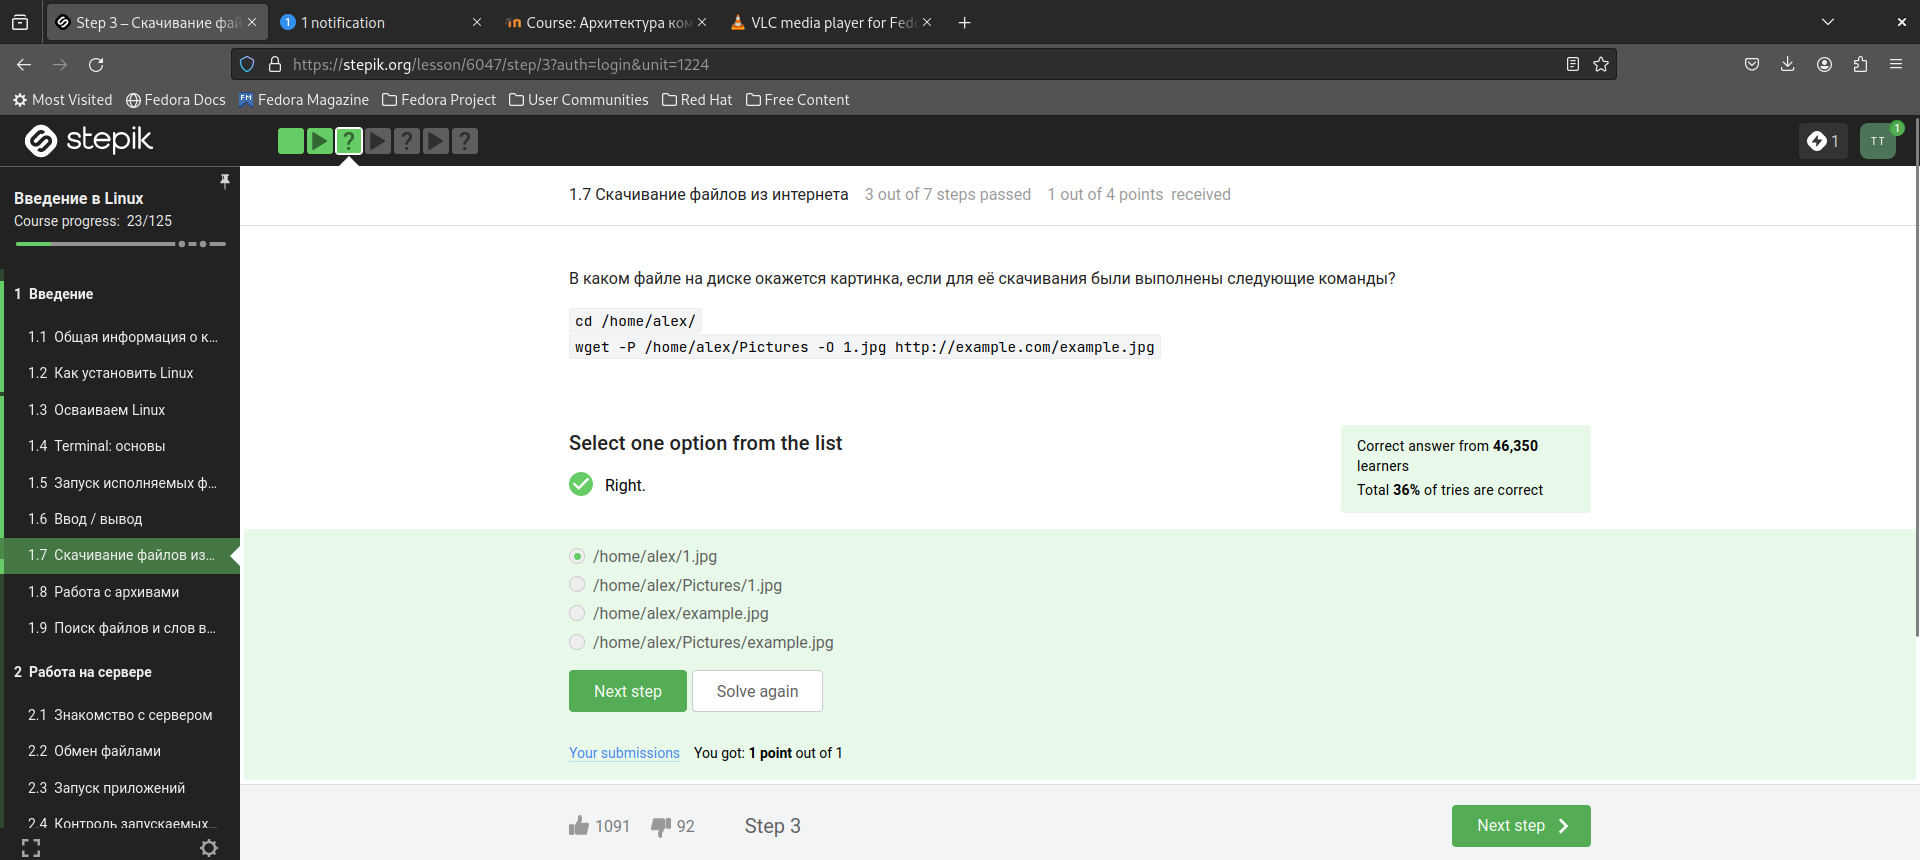 Step 3 – Скачивание фай
1 notification
Course: Архитектура ком
VLC media player for Fedo
https://stepik.org/lesson/6047/step/3?auth=login&unit=1224
Most Visited
Fedora Docs
Fedora Magazine
Fedora Project
User Communities
Red Hat
Free Content
stepik
1
TT
1
Введение в Linux
Course progress: 23/125
1 Введение
1.1 Общая информация о к...
1.2 Как установить Linux
1.3 Осваиваем Linux
1.4 Terminal: основы
1.5 Запуск исполняемых ф...
1.6 Ввод / вывод
1.7 Скачивание файлов из...
1.8 Работа с архивами
1.9 Поиск файлов и слов в...
2 Работа на сервере
2.1 Знакомство с сервером
2.2 Обмен файлами
2.3 Запуск приложений
2.4 Контроль запускаемых...
1.7 Скачивание файлов из интернета 3 out of 7 steps passed 1 out of 4 points received
В каком файле на диске окажется картинка, если для её скачивания были выполнены следующие команды?
cd /home/alex/
wget -P /home/alex/Pictures -O 1.jpg http://example.com/example.jpg
Select one option from the list
Right.
Correct answer from 46,350
learners
Total 36% of tries are correct
/home/alex/1.jpg
/home/alex/Pictures/1.jpg
/home/alex/example.jpg
/home/alex/Pictures/example.jpg
Next step
Solve again
Your submissions You got: 1 point out of 1
1091
92
Step 3
Next step